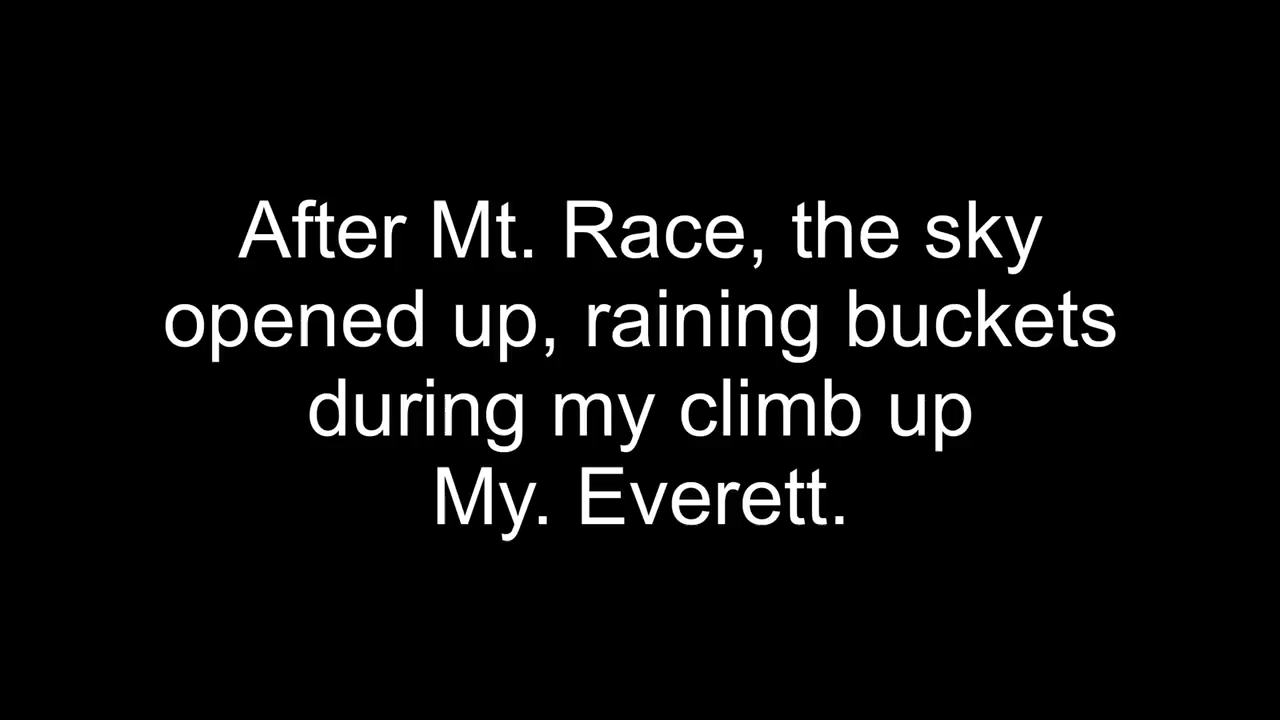 After Mt. Race, the sky
opened up, raining buckets
during my climb up
My. Everett.